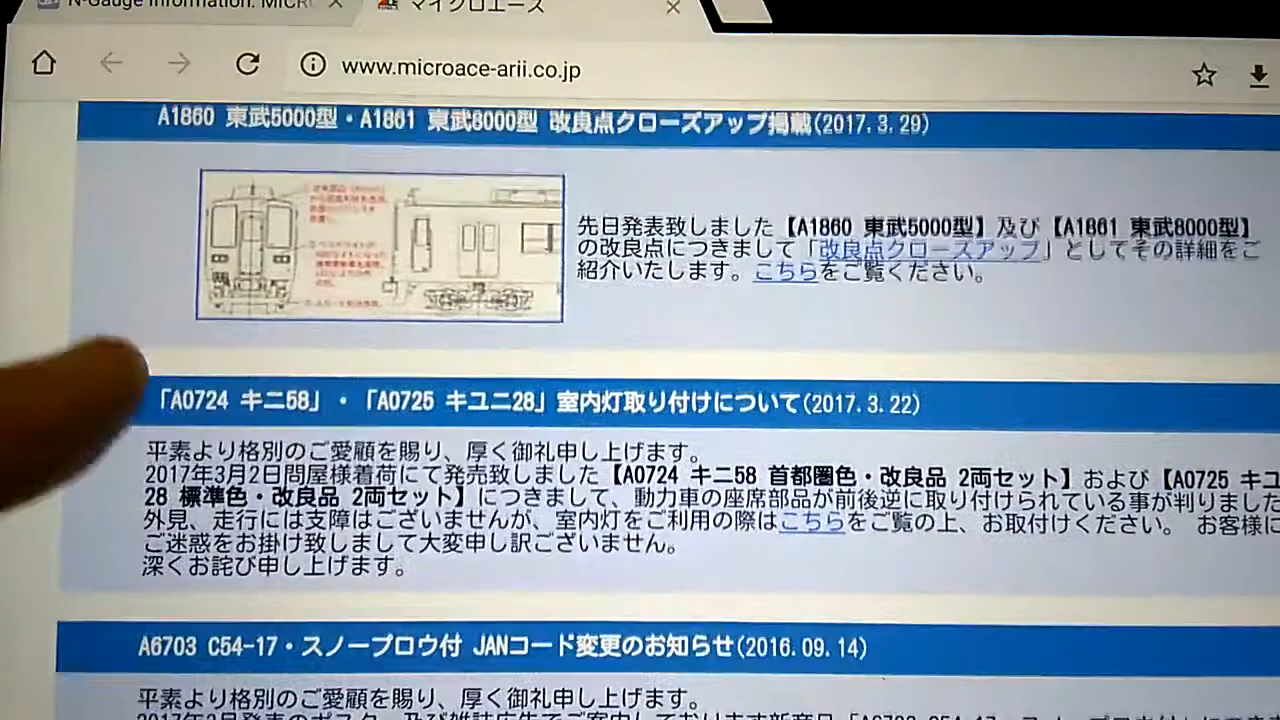 N-Gauge Information. MICR
マイクロエース
www.microace-arii.co.jp
A1860 東武5000型・A1861 東武8000型 改良点クローズアップ掲載(2017.3.29)
先日発表致しました【A1860 東武5000型】及び【A1861 東武8000型】
の改良点につきまして「改良点クローズアップ」としてその詳細をご
紹介いたします。こちらをご覧ください。
「A0724 キニ58」・「A0725 キユニ28」室内灯取り付けについて(2017.3.22)
平素より格別のご愛顧を賜り、厚く御礼申し上げます。
2017年3月2日問屋様着荷にて発売致しました【A0724 キニ58 首都圏色・改良品 2両セット】および【A0725 キユ
28 標準色・改良品 2両セット】につきまして、動力車の座席部品が前後逆に取り付けられている事が判りました
外見、走行には支障はございませんが、室内灯をご利用の際はこちらをご覧の上、お取付けください。 お客様に
ご迷惑をお掛け致しまして大変申し訳ございません。
深くお詫び申し上げます。
A6703 C54-17・スノープロウ付 JANコード変更のお知らせ(2016.09.14)
平素より格別のご愛顧を賜り、厚く御礼申し上げます。